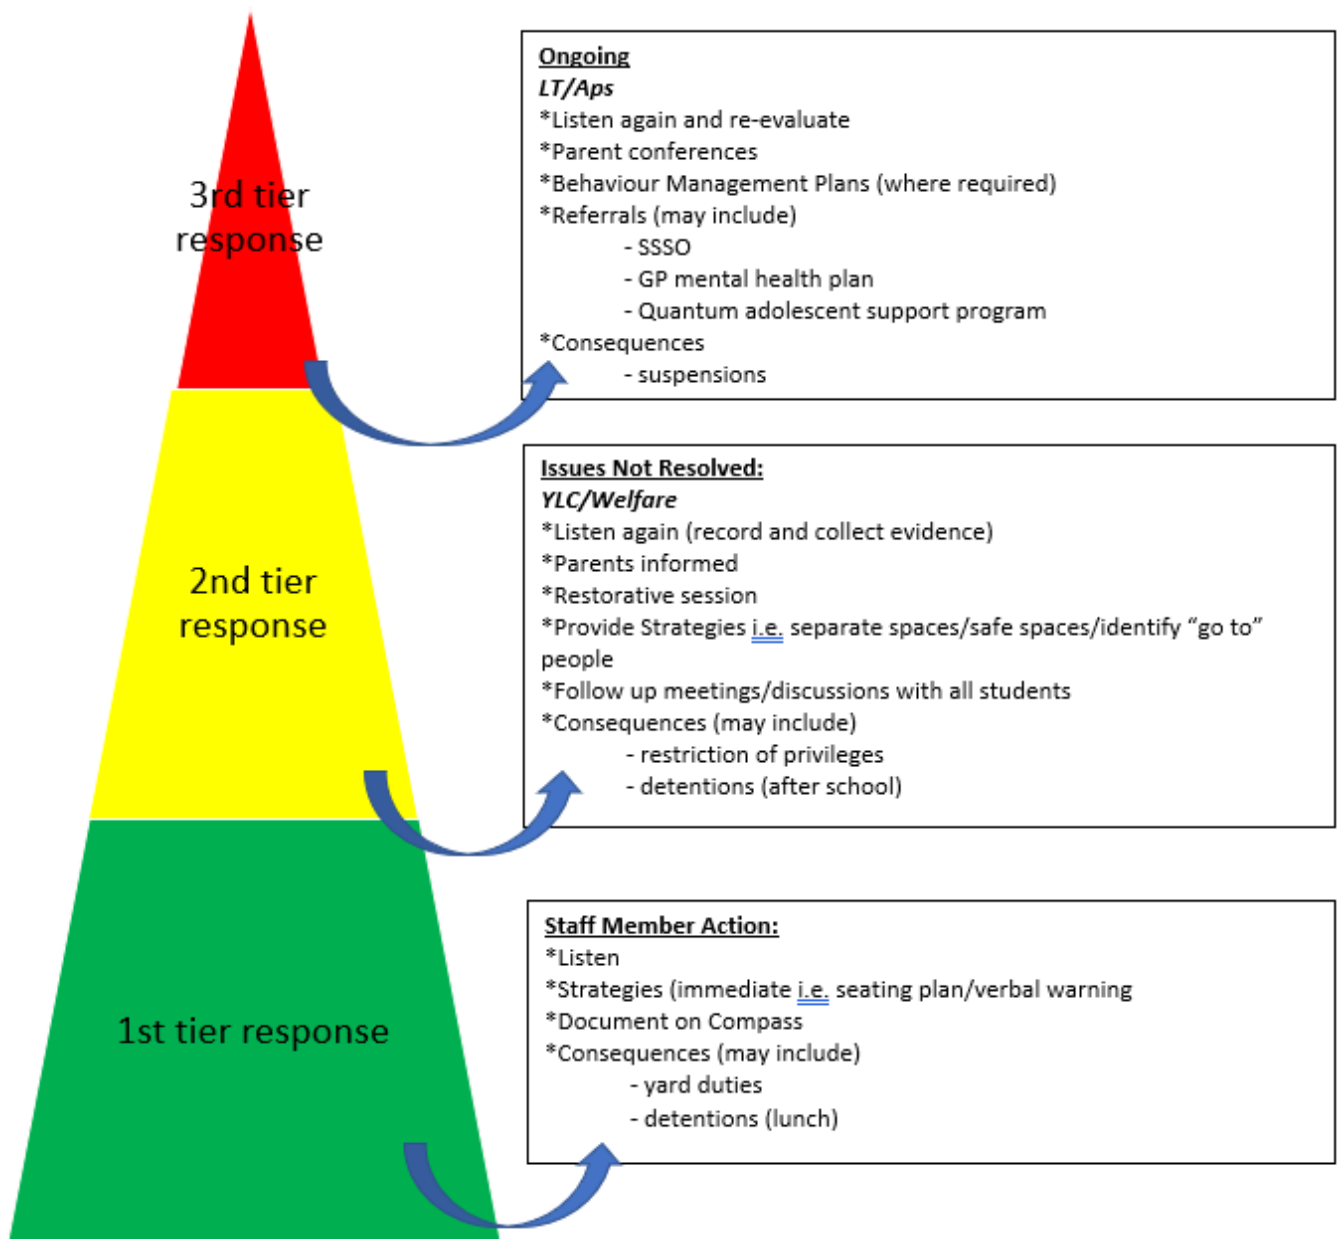 3rd tier
response
Ongoing
LT/Aps
*Listen again and re-evaluate
*Parent conferences
*Behaviour Management Plans (where required)
*Referrals (may include)
- SSSO
- GP mental health plan
- Quantum adolescent support program
*Consequences
- suspensions
2nd tier
response
Issues Not Resolved:
YLC/Welfare
*Listen again (record and collect evidence)
*Parents informed
*Restorative session
*Provide Strategies i.e. separate spaces/safe spaces/identify “go to”
people
*Follow up meetings/discussions with all students
*Consequences (may include)
- restriction of privileges
- detentions (after school)
1st tier response
Staff Member Action:
*Listen
*Strategies (immediate i.e. seating plan/verbal warning
*Document on Compass
*Consequences (may include)
- yard duties
- detentions (lunch)